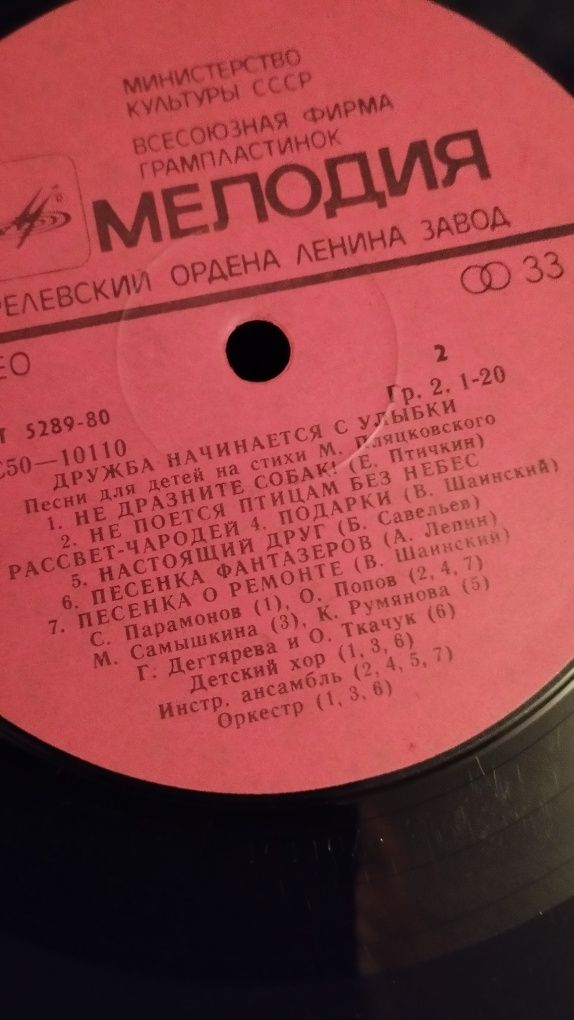 МИНИСТЕРСТВО
КУЛЬТУРЫ СССР
ВСЕСОЮЗНАЯ ФИРМА
ГРАМПЛАСТИНОК
МЕЛОДИЯ
РЕЛЕВСКИЙ ОРДЕНА ЛЕНИНА ЗАВОД
ЕО
33
2
Т 5289-80
Гр. 2. 1-20
С50—10110
ДРУЖБА НАЧИНАЕТСЯ С УЛЫБКИ
Песни для детей на стихи М. Пляцковского
1. НЕ ДРАЗНИТЕ СОБАК! (Е. Птичкин)
2. НЕ ПОЕТСЯ ПТИЦАМ БЕЗ НЕБЕС
РАССВЕТ-ЧАРОДЕЙ 4. ПОДАРКИ (В. Шаинский)
5. НАСТОЯЩИЙ ДРУГ (Б. Савельев)
6. ПЕСЕНКА ФАНТАЗЕРОВ (А. Лепин)
7. ПЕСЕНКА О РЕМОНТЕ (В. Шаинский)
С. Парамонов (1), О. Попов (2, 4, 7)
М. Самышкина (3), К. Румянова (5)
Г. Дегтярева и О. Ткачук (6)
Детский хор (1, 3, 6)
Инстр. ансамбль (2, 4, 5, 7)
Оркестр (1, 3, 6)